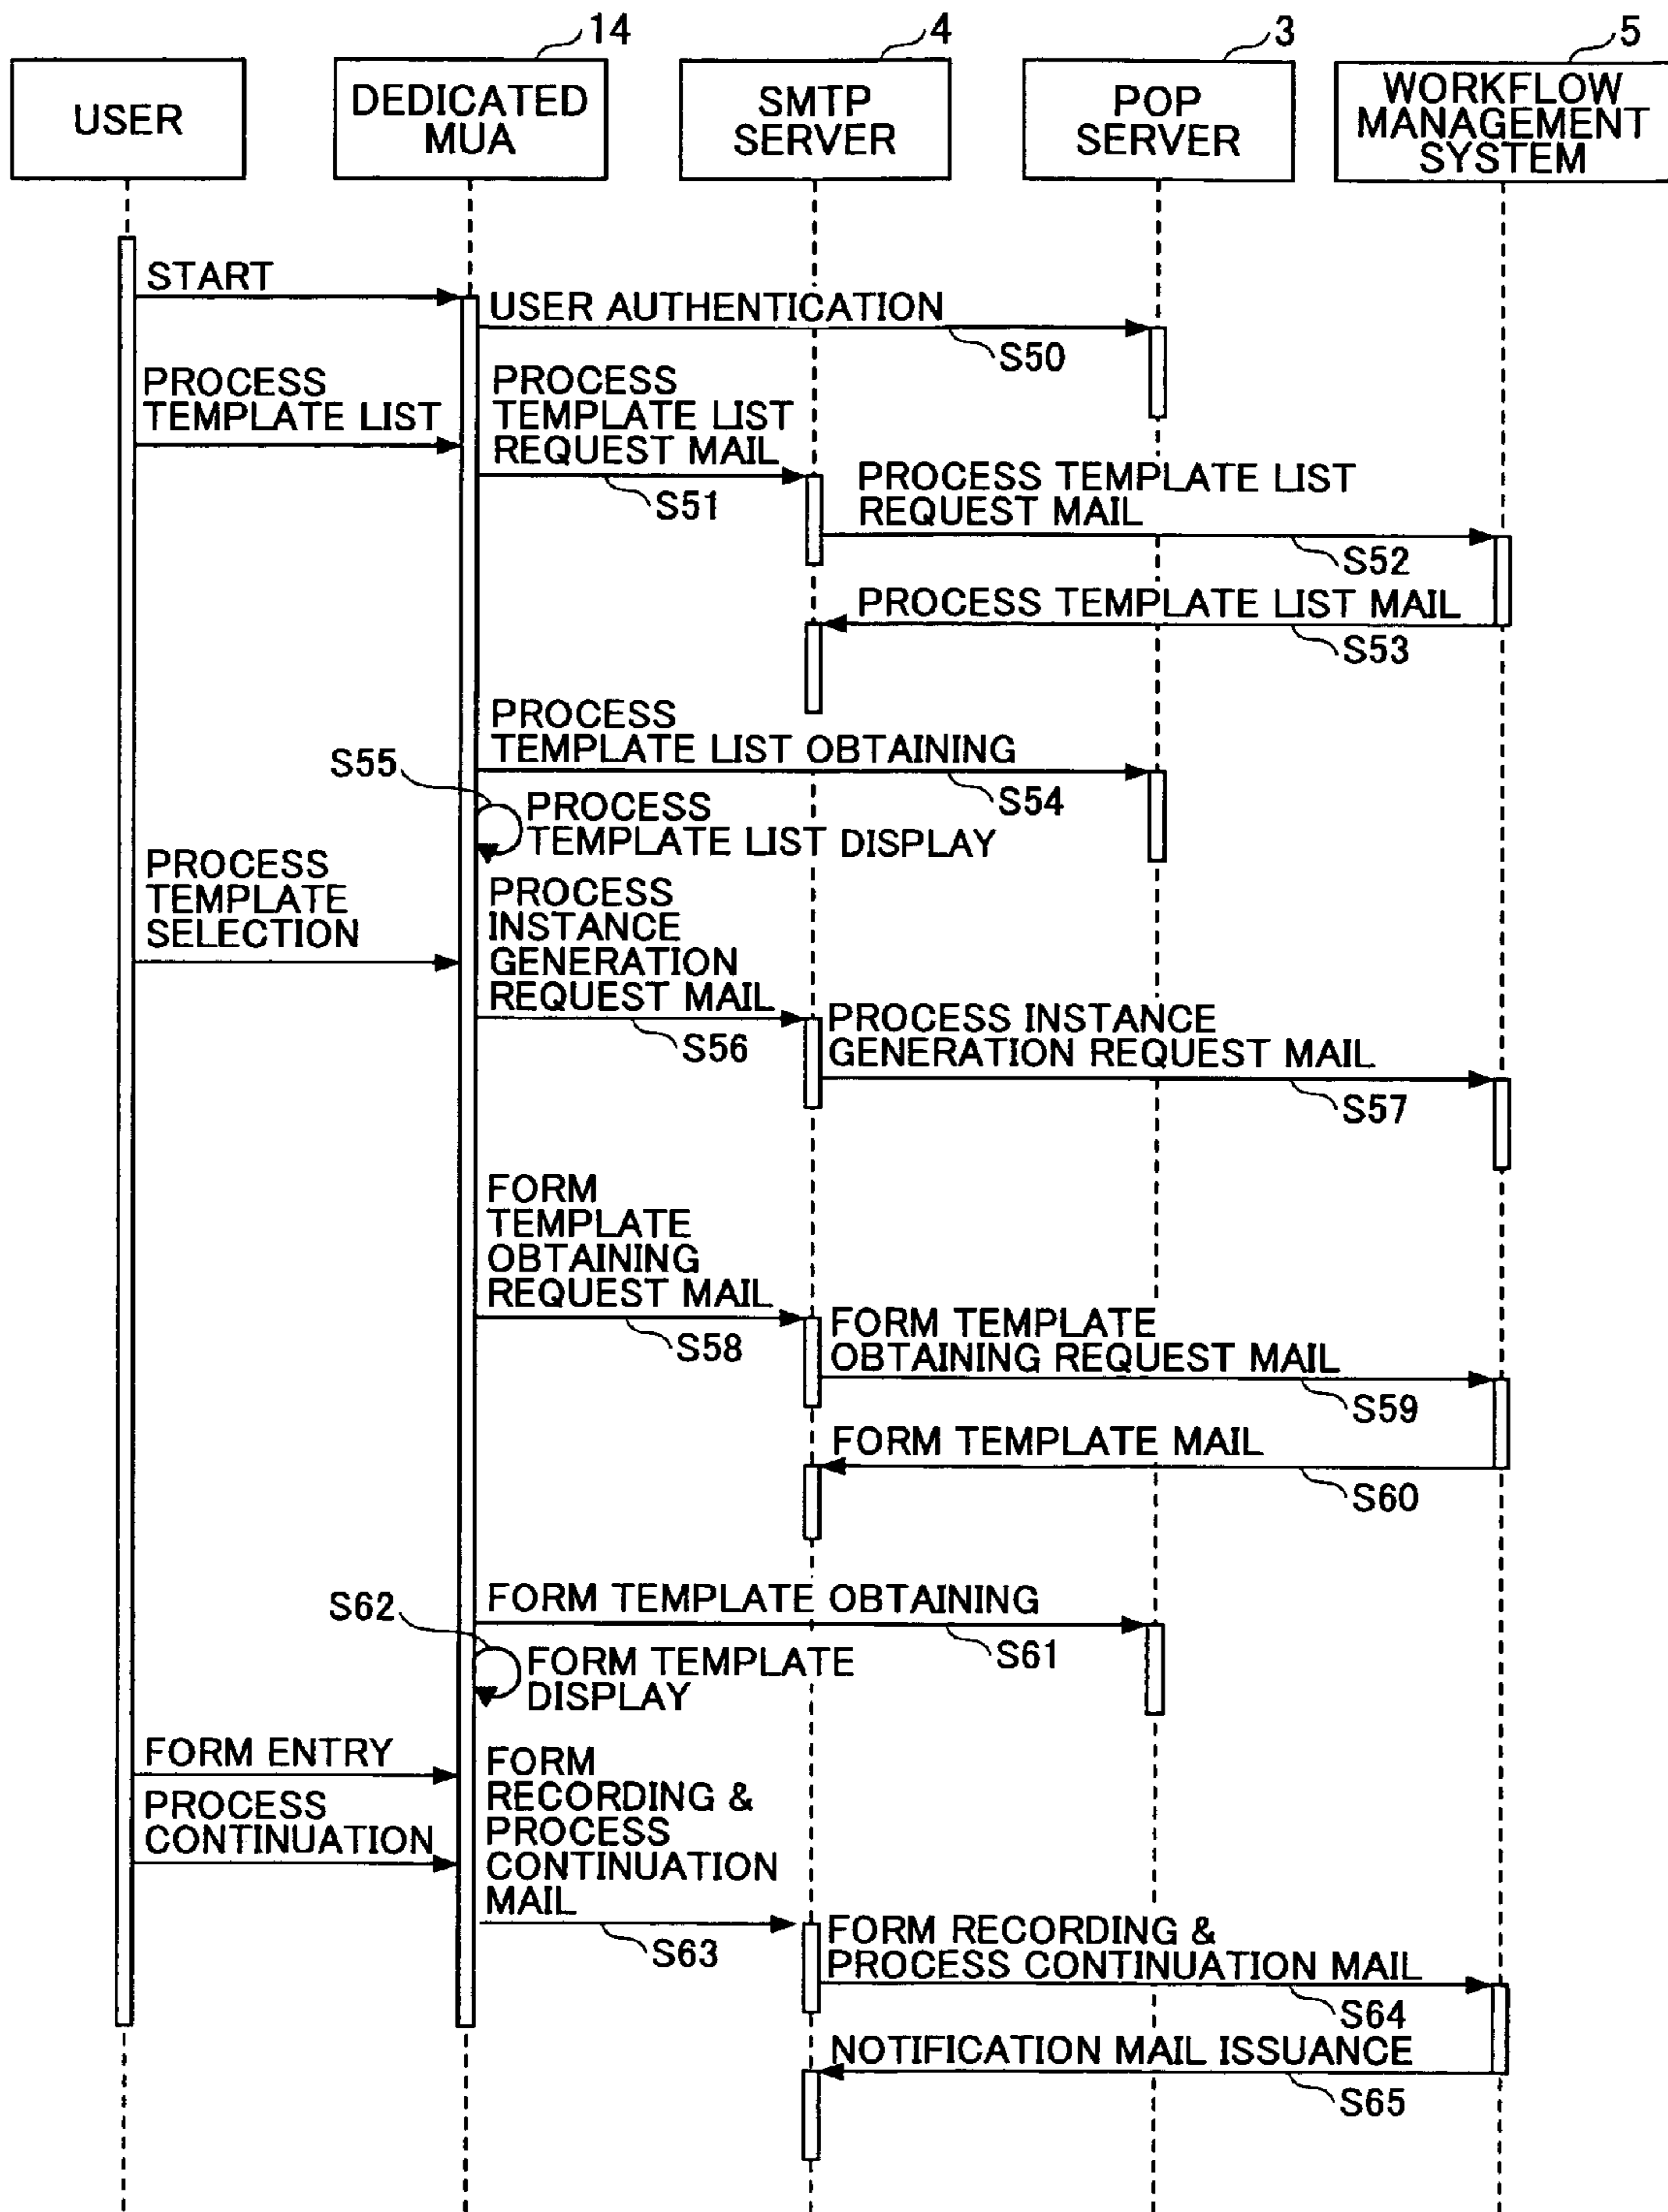 14
4
3
5
USER
DEDICATED
MUA
SMTP
SERVER
POP
SERVER
WORKFLOW
MANAGEMENT
SYSTEM
START
USER AUTHENTICATION
S50
PROCESS
TEMPLATE LIST
PROCESS
TEMPLATE LIST
REQUEST MAIL
S51
PROCESS TEMPLATE LIST
REQUEST MAIL
S52
PROCESS TEMPLATE LIST MAIL
S53
PROCESS
TEMPLATE LIST OBTAINING
S54
S55
PROCESS
TEMPLATE LIST DISPLAY
PROCESS
TEMPLATE
SELECTION
PROCESS
INSTANCE
GENERATION
REQUEST MAIL
S56
PROCESS INSTANCE
GENERATION REQUEST MAIL
S57
FORM
TEMPLATE
OBTAINING
REQUEST MAIL
S58
FORM TEMPLATE
OBTAINING REQUEST MAIL
S59
FORM TEMPLATE MAIL
S60
FORM TEMPLATE OBTAINING
S61
S62
FORM TEMPLATE
DISPLAY
FORM ENTRY
PROCESS
CONTINUATION
FORM
RECORDING &
PROCESS
CONTINUATION
MAIL
S63
FORM RECORDING &
PROCESS CONTINUATION MAIL
S64
NOTIFICATION MAIL ISSUANCE
S65